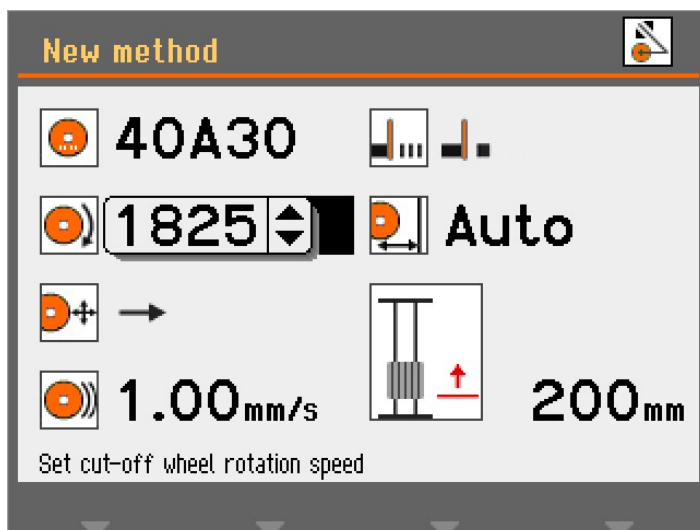 New method
40A30
1825 Auto
1.00mm/s 200mm
Set cut-off wheel rotation speed